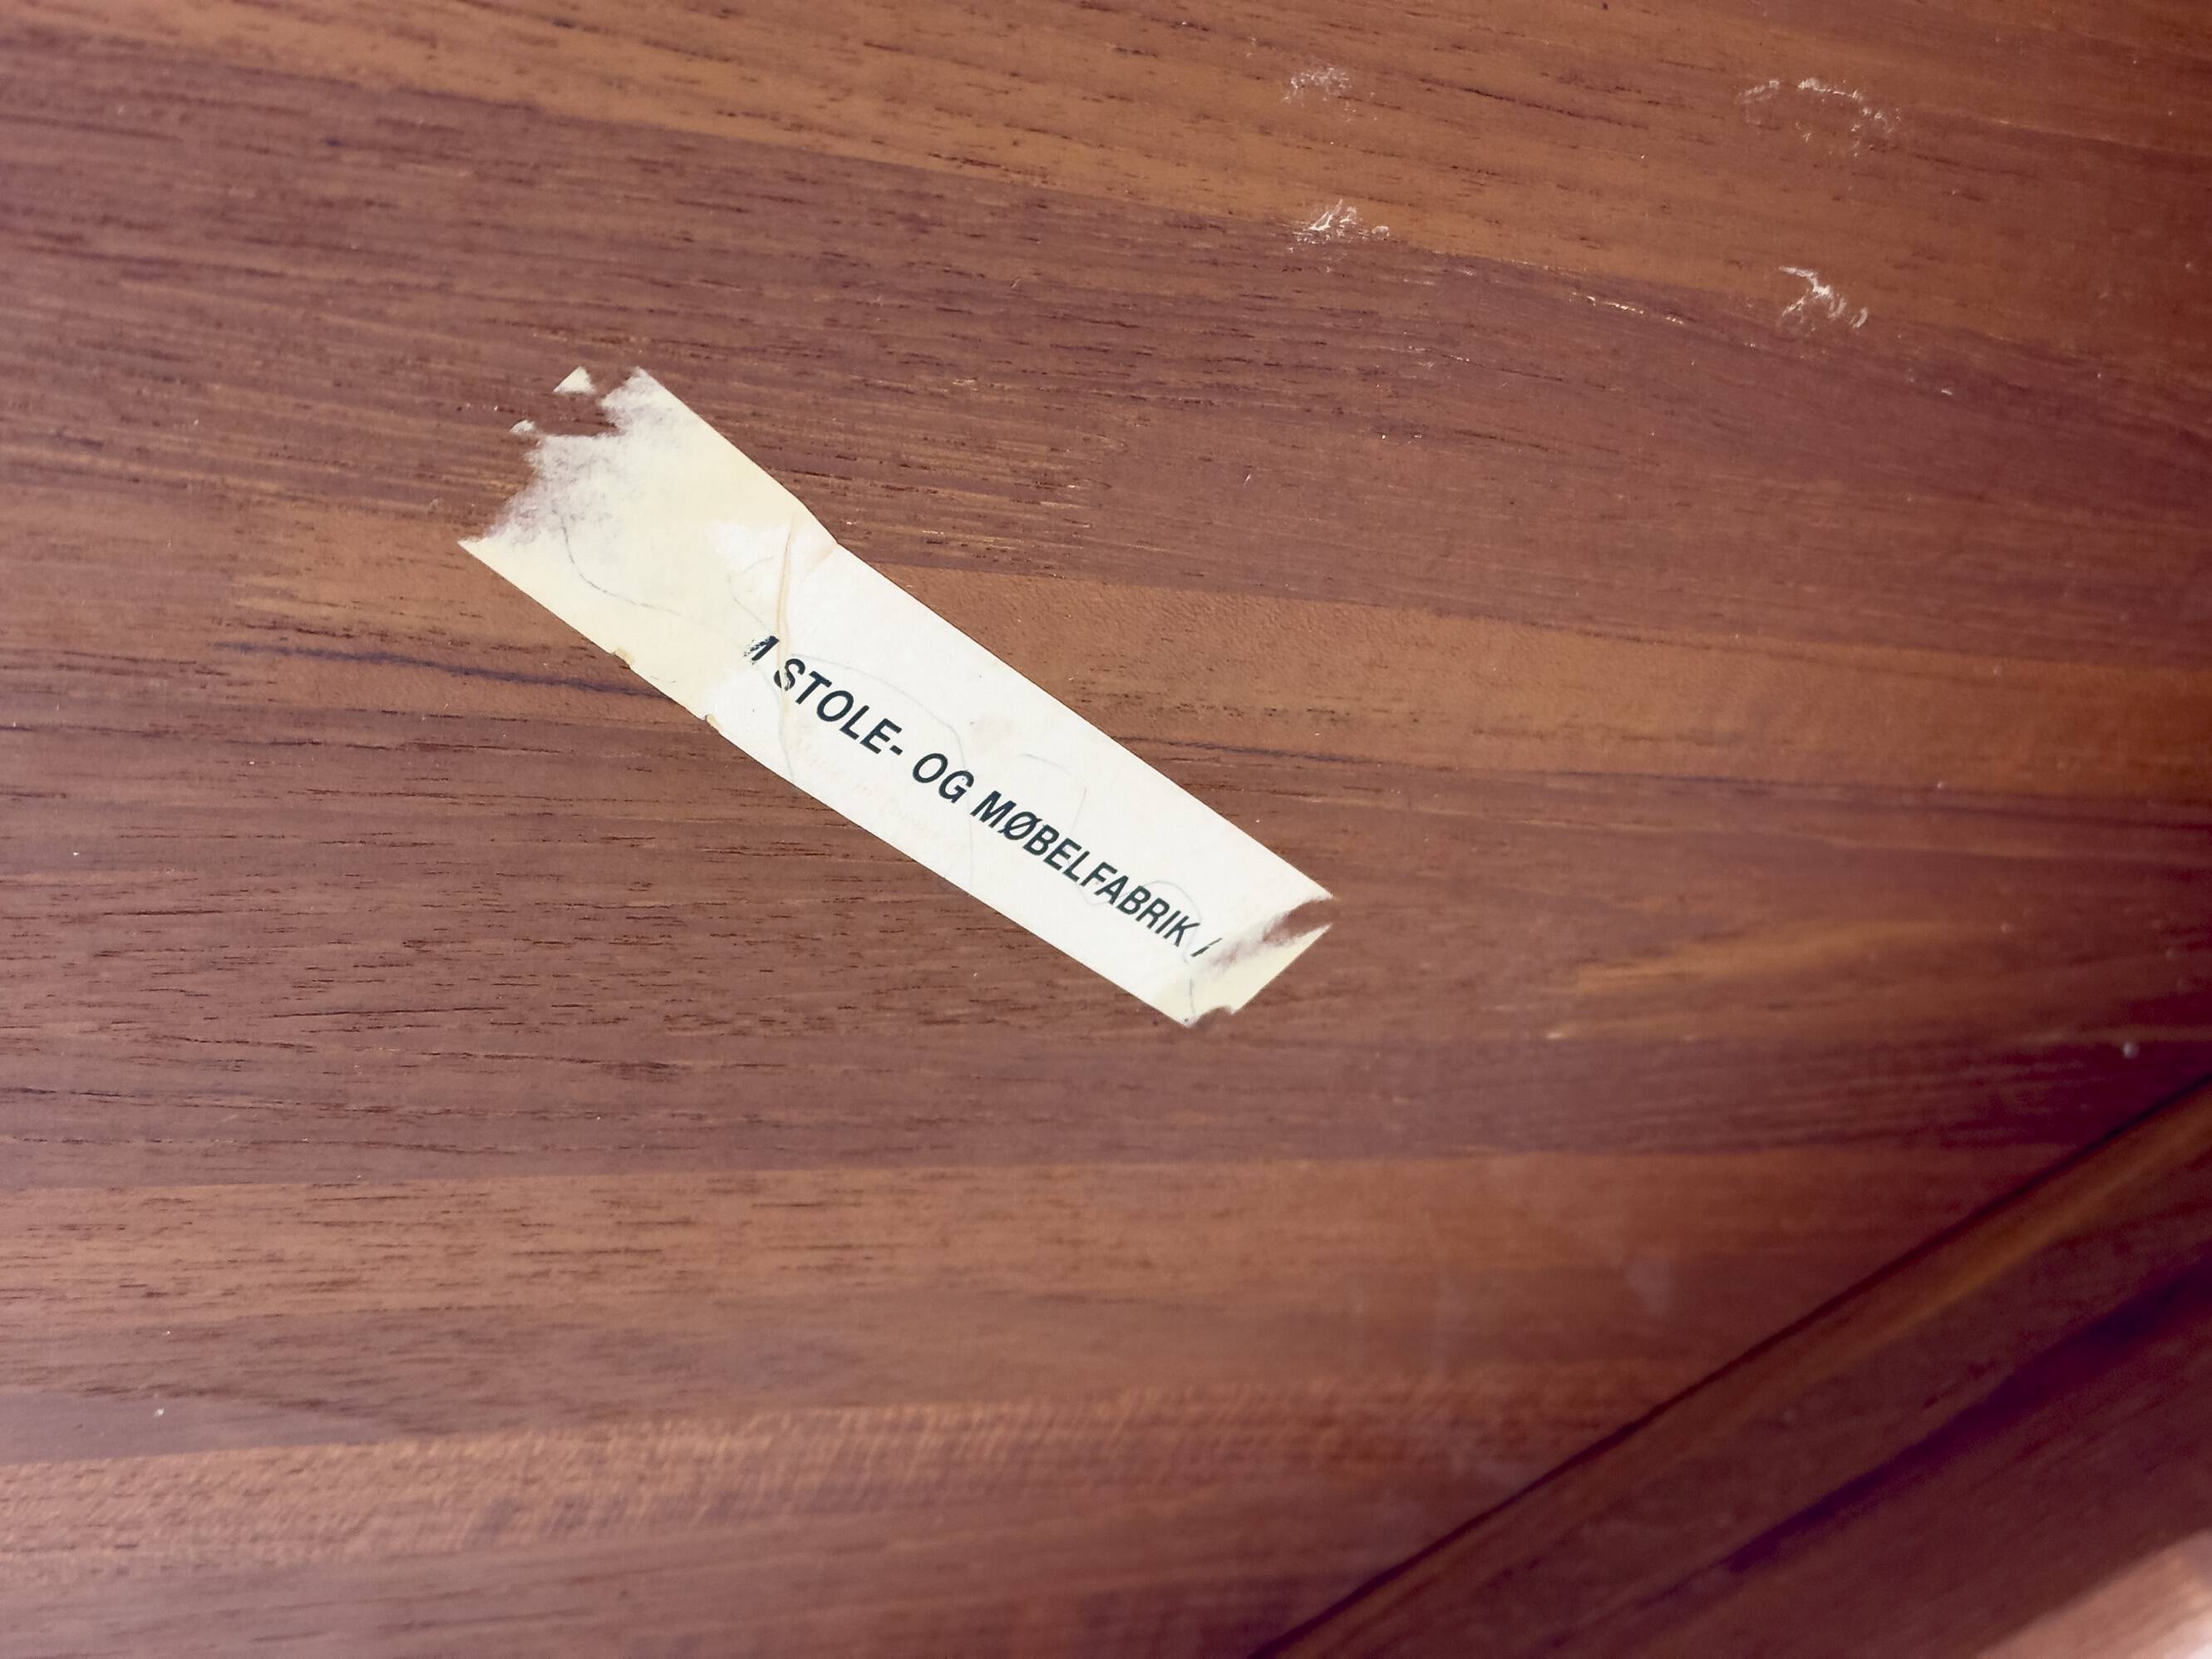 M STOLE- OG MØBELFABRIK /